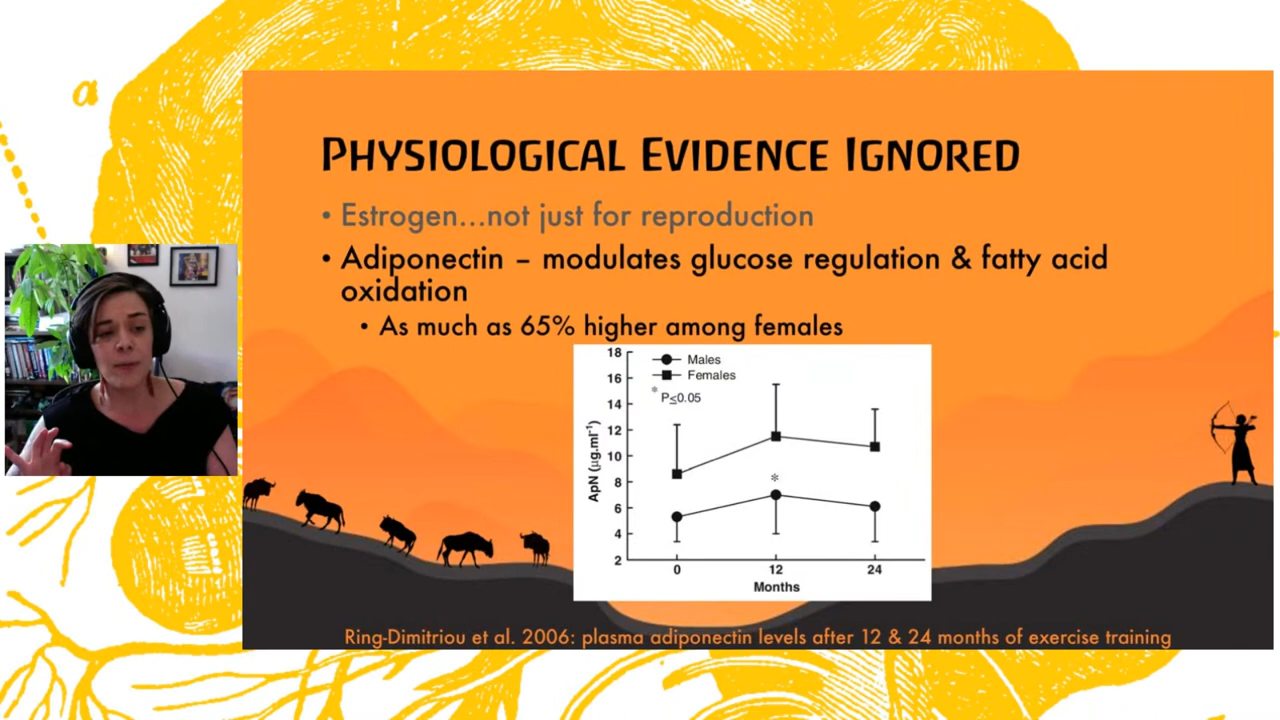 a
PHYSIOLOGICAL EVIDENCE IGNORED
• Estrogen...not just for reproduction
• Adiponectin – modulates glucose regulation & fatty acid
oxidation
• As much as 65% higher among females
18
16
14
12
10
8
6
4
2
ApN (µg.ml⁻¹)
Males
Females
* P≤0.05
*
0 12 24
Months
Ring-Dimitriou et al. 2006: plasma adiponectin levels after 12 & 24 months of exercise training